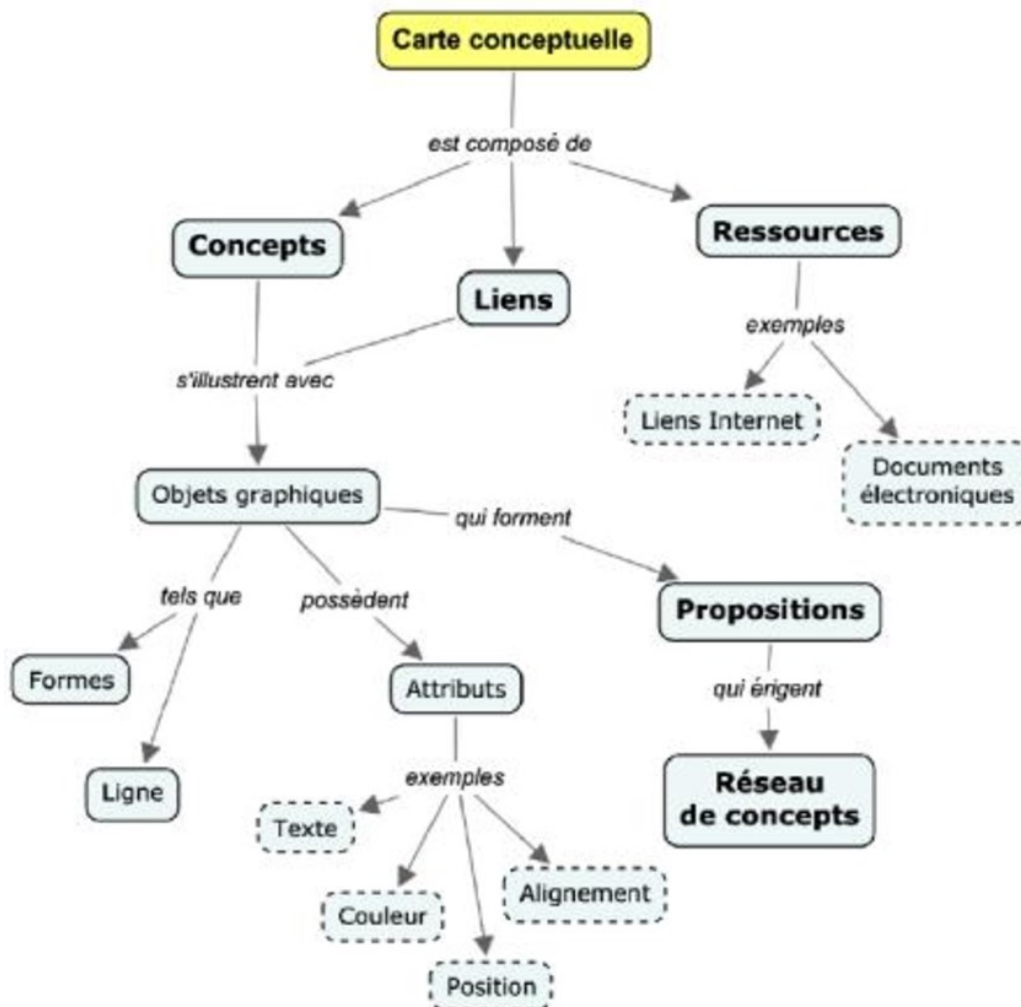 Carte conceptuelle
est composé de
Concepts
Liens
Ressources
s'illustrent avec
exemples
Liens Internet
Documents
électroniques
Objets graphiques
qui forment
tels que
possèdent
Propositions
Formes
Attributs
qui érigent
Ligne
exemples
Réseau
de concepts
Texte
Couleur
Alignement
Position